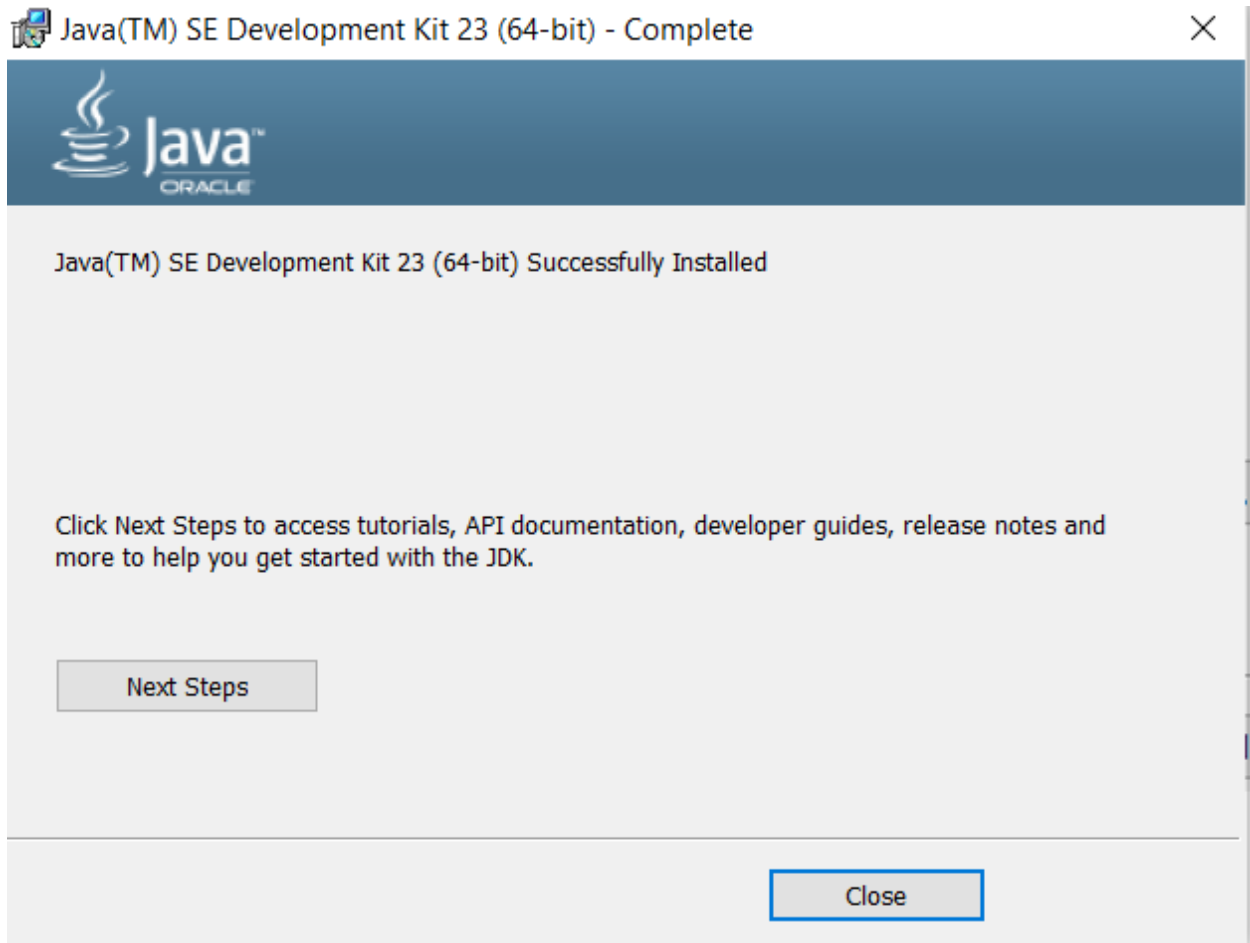 Java(TM) SE Development Kit 23 (64-bit) - Complete
Java™
ORACLE
Java(TM) SE Development Kit 23 (64-bit) Successfully Installed
Click Next Steps to access tutorials, API documentation, developer guides, release notes and
more to help you get started with the JDK.
Next Steps
Close